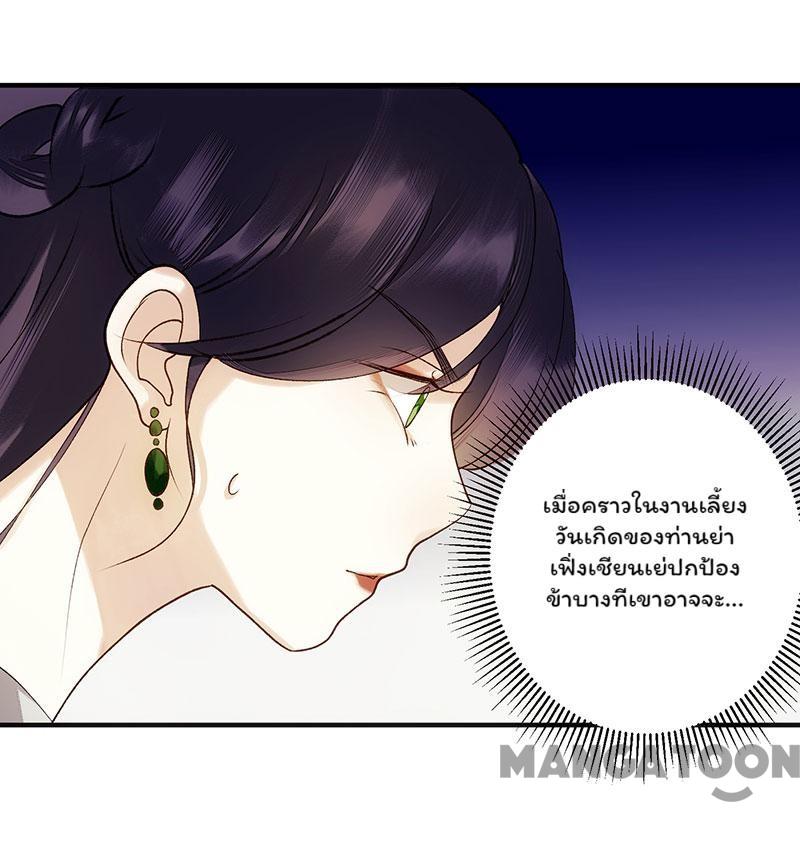 เมื่อคราวในงานเลี้ยง
วันเกิดของท่านย่า
เฟิ่งเชียนเย่ปกป้อง
ข้าบางทีเขาอาจจะ...
MANGATOON